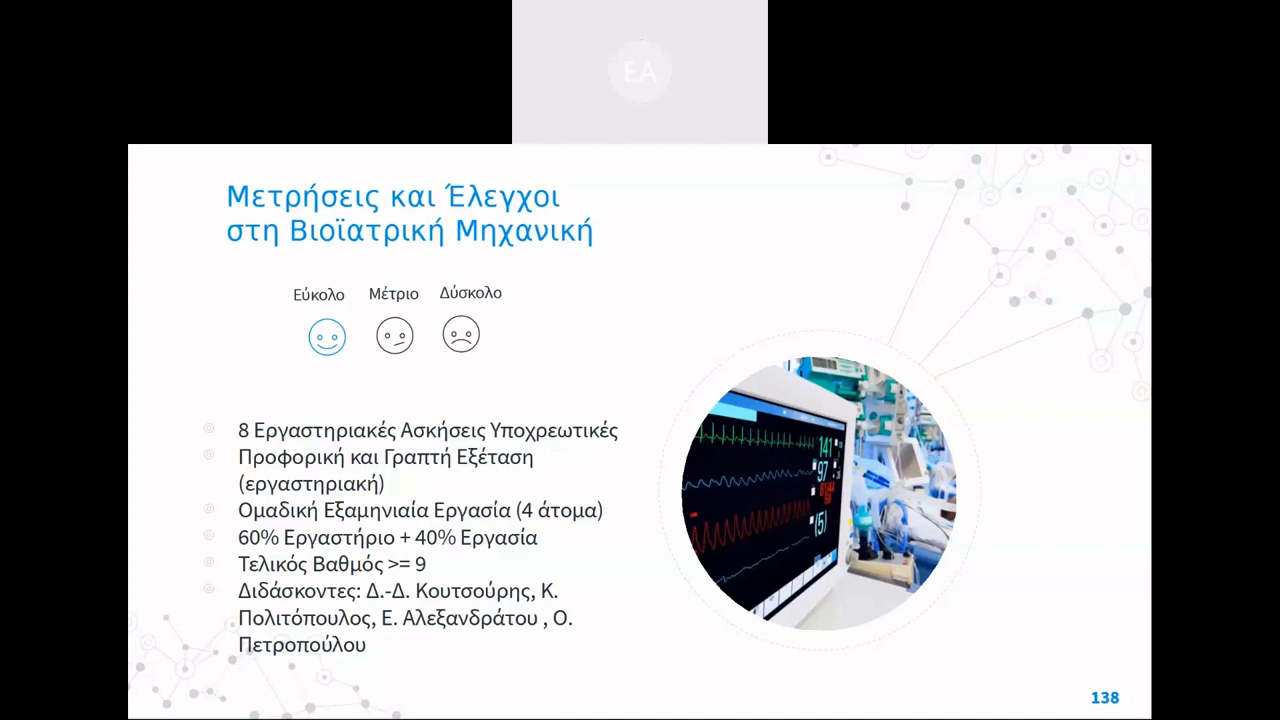 EA
Μετρήσεις και Έλεγχοι
στη Βιοϊατρική Μηχανική
Εύκολο Μέτριο Δύσκολο
8 Εργαστηριακές Ασκήσεις Υποχρεωτικές
Προφορική και Γραπτή Εξέταση
(εργαστηριακή)
Ομαδική Εξαμηνιαία Εργασία (4 άτομα)
60% Εργαστήριο + 40% Εργασία
Τελικός Βαθμός >= 9
Διδάσκοντες: Δ.-Δ. Κουτσούρης, Κ.
Πολιτόπουλος, Ε. Αλεξανδράτου , Ο.
Πετροπούλου
141
97
(5)
138